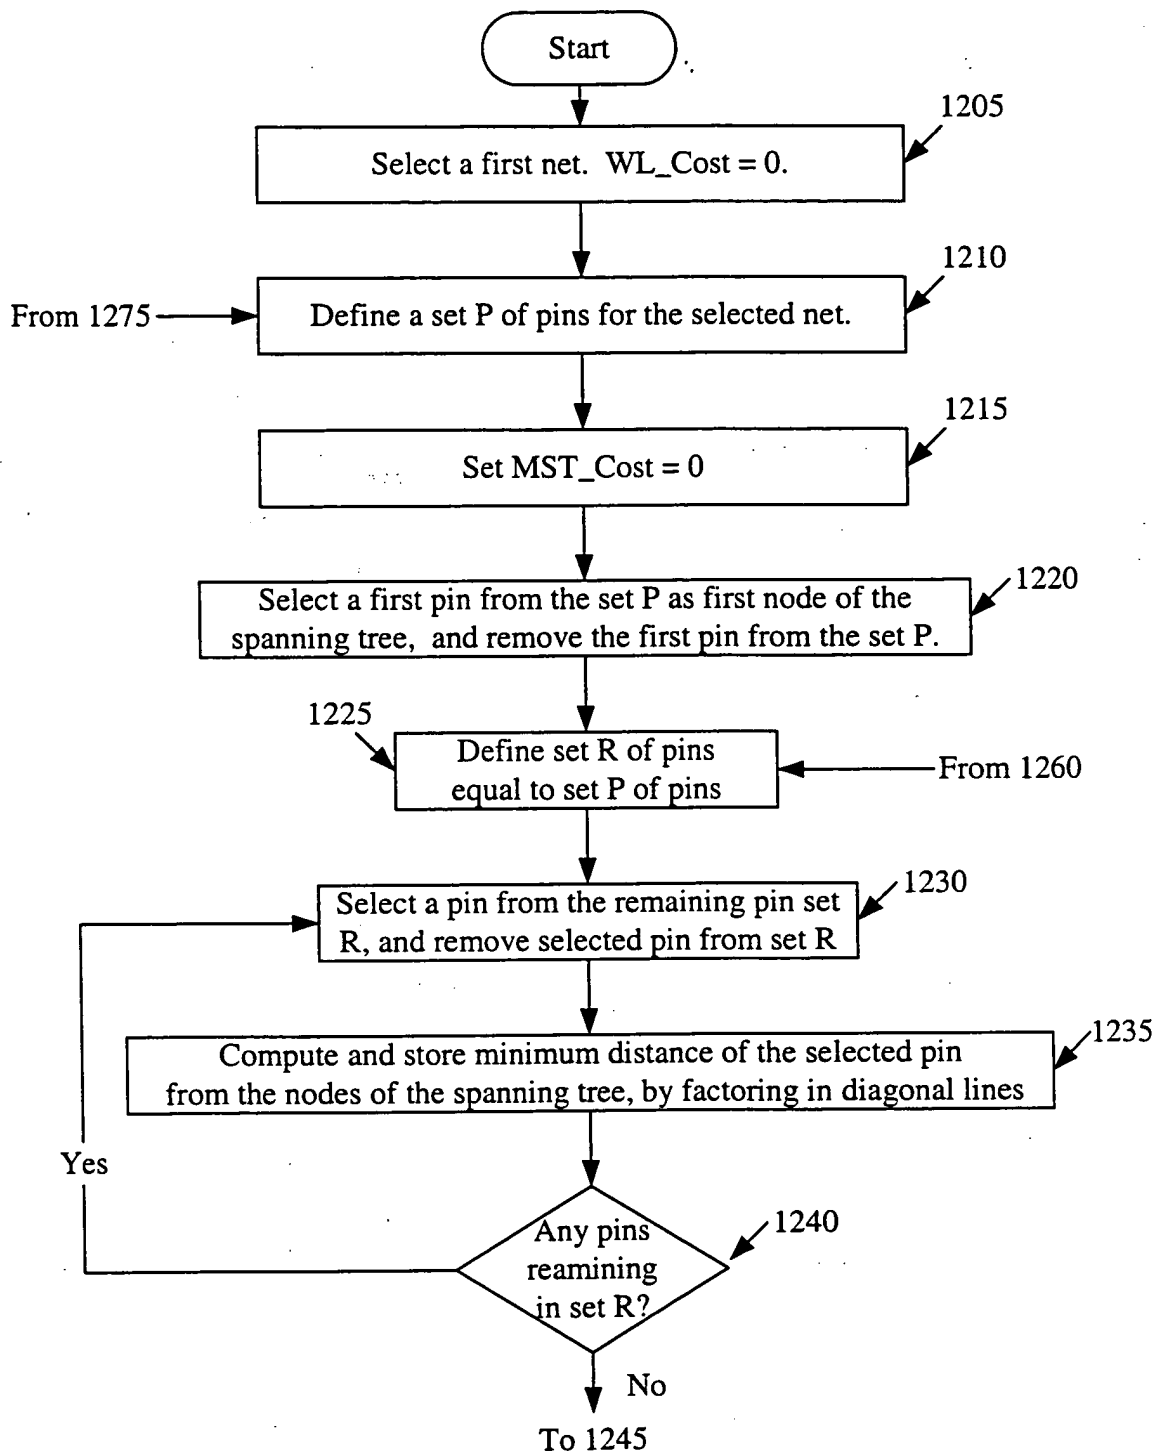 Start
1205
Select a first net.  WL_Cost = 0.
1210
From 1275
Define a set P of pins for the selected net.
1215
Set MST_Cost = 0
1220
Select a first pin from the set P as first node of the
spanning tree,  and remove the first pin from the set P.
1225
Define set R of pins
equal to set P of pins
From 1260
1230
Select a pin from the remaining pin set
R, and remove selected pin from set R
1235
Compute and store minimum distance of the selected pin
from the nodes of the spanning tree, by factoring in diagonal lines
Yes
1240
Any pins
reamining
in set R?
No
To 1245